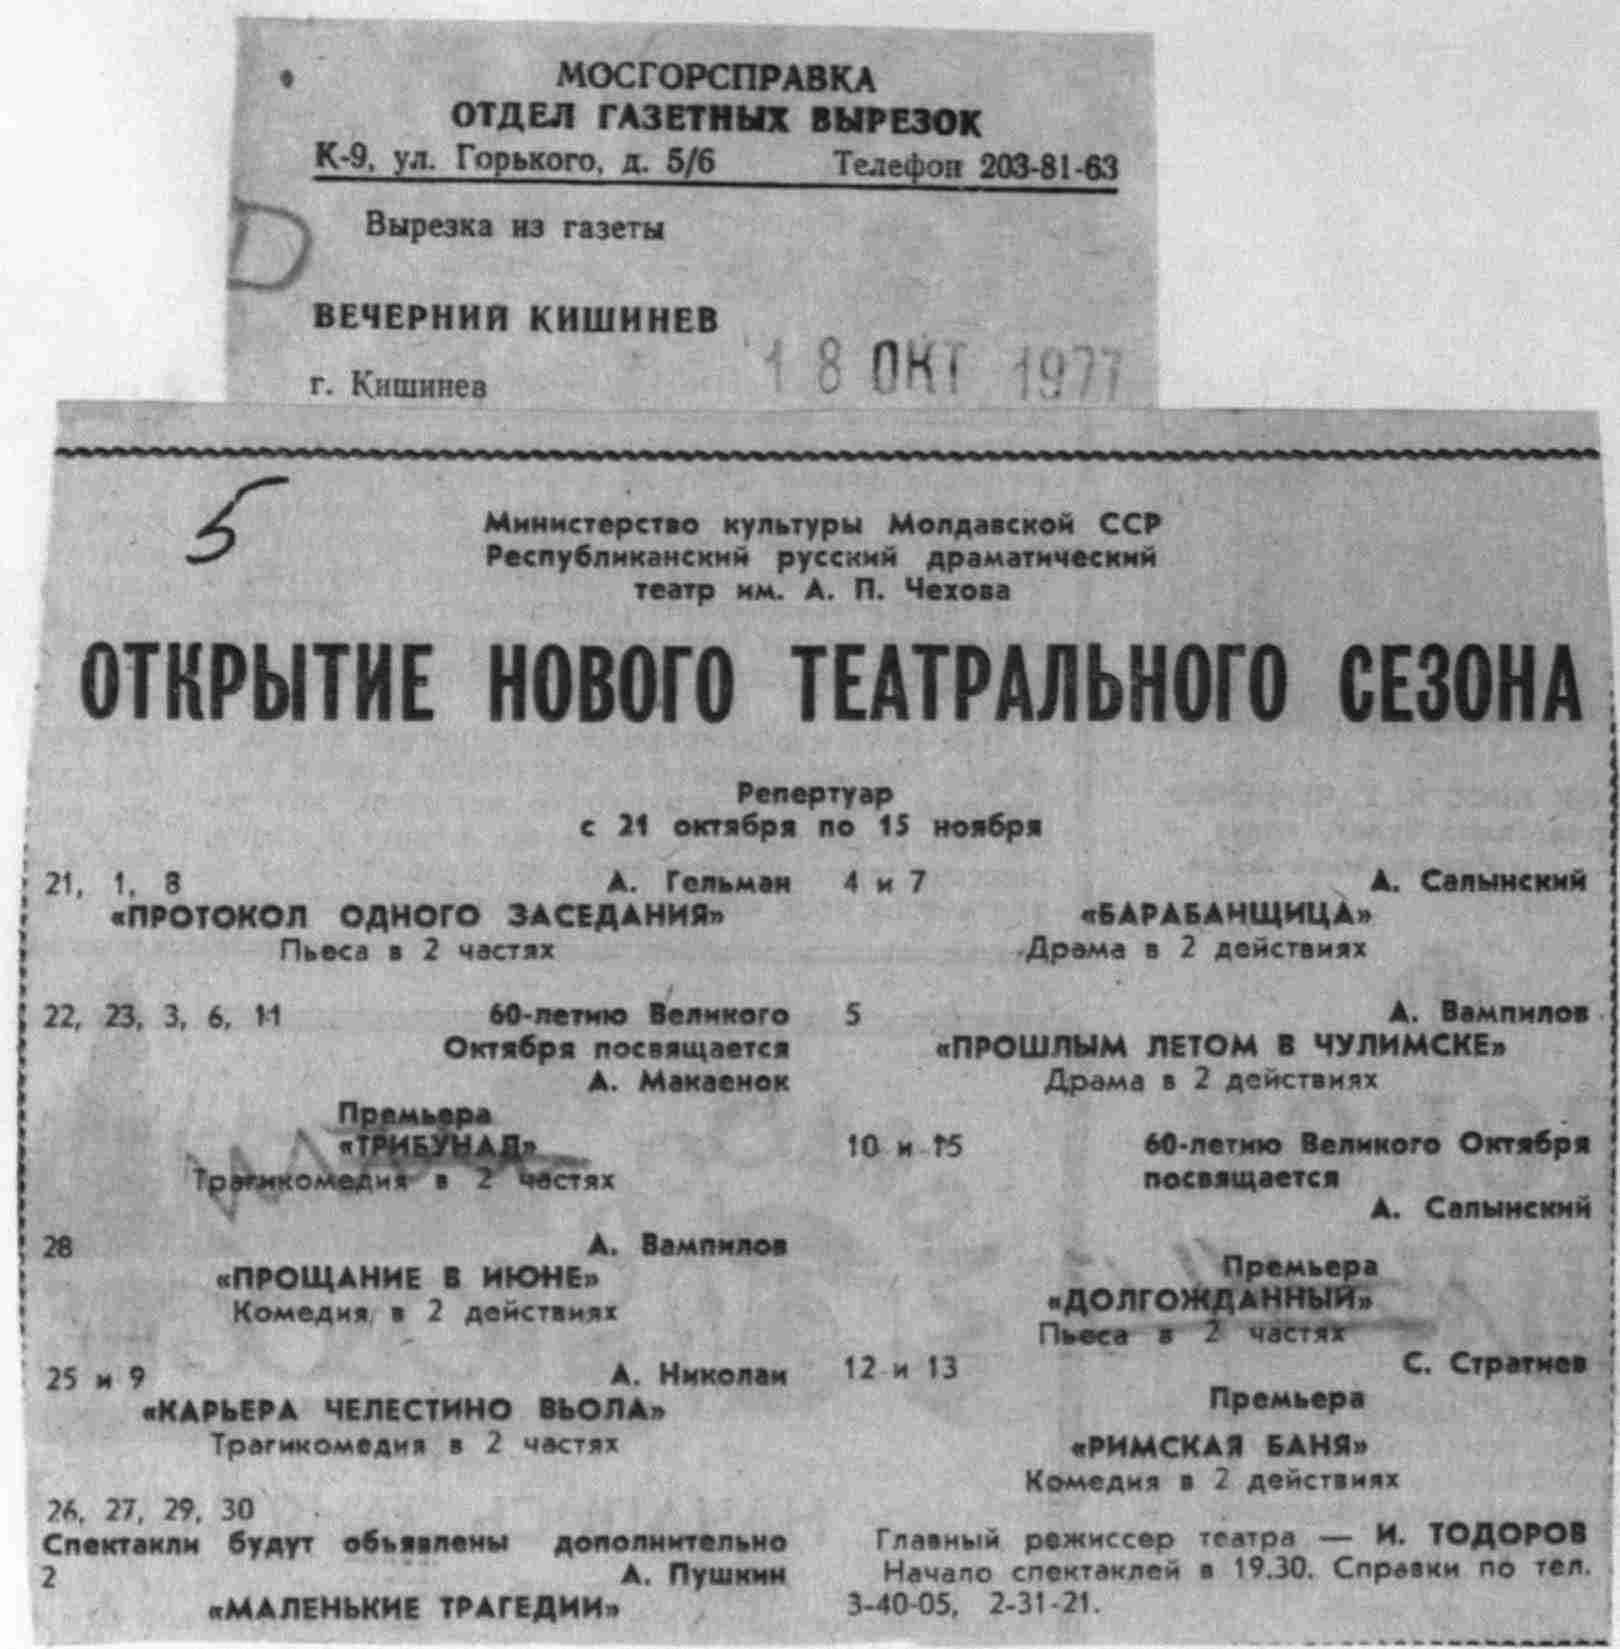 МОСГОРСПРАВКА
ОТДЕЛ ГАЗЕТНЫХ ВЫРЕЗОК
К-9, ул. Горького, д. 5/6 Телефон 203-81-63
Вырезка из газеты
ВЕЧЕРНИЙ КИШИНЕВ
18 ОКТ 1977
г. Кишинев
5
Министерство культуры Молдавской ССР
Республиканский русский драматический
театр им. А. П. Чехова
ОТКРЫТИЕ НОВОГО ТЕАТРАЛЬНОГО СЕЗОНА
Репертуар
с 21 октября по 15 ноября
21, 1, 8 А. Гельман
«ПРОТОКОЛ ОДНОГО ЗАСЕДАНИЯ»
Пьеса в 2 частях
22, 23, 3, 6, 11 60-летию Великого
Октября посвящается
А. Макаенок
Премьера
«ТРИБУНАЛ»
Трагикомедия в 2 частях
28 А. Вампилов
«ПРОЩАНИЕ В ИЮНЕ»
Комедия в 2 действиях
25 и 9 А. Николаи
«КАРЬЕРА ЧЕЛЕСТИНО ВЬОЛА»
Трагикомедия в 2 частях
26, 27, 29, 30
Спектакли будут объявлены дополнительно
2 А. Пушкин
«МАЛЕНЬКИЕ ТРАГЕДИИ»
4 и 7 А. Салынский
«БАРАБАНЩИЦА»
Драма в 2 действиях
5 А. Вампилов
«ПРОШЛЫМ ЛЕТОМ В ЧУЛИМСКЕ»
Драма в 2 действиях
10 и 15 60-летию Великого Октября
посвящается
А. Салынский
Премьера
«ДОЛГОЖДАННЫЙ»
Пьеса в 2 частях
12 и 13 С. Стратиев
Премьера
«РИМСКАЯ БАНЯ»
Комедия в 2 действиях
Главный режиссер театра — И. ТОДОРОВ
Начало спектаклей в 19.30. Справки по тел.
3-40-05, 2-31-21.